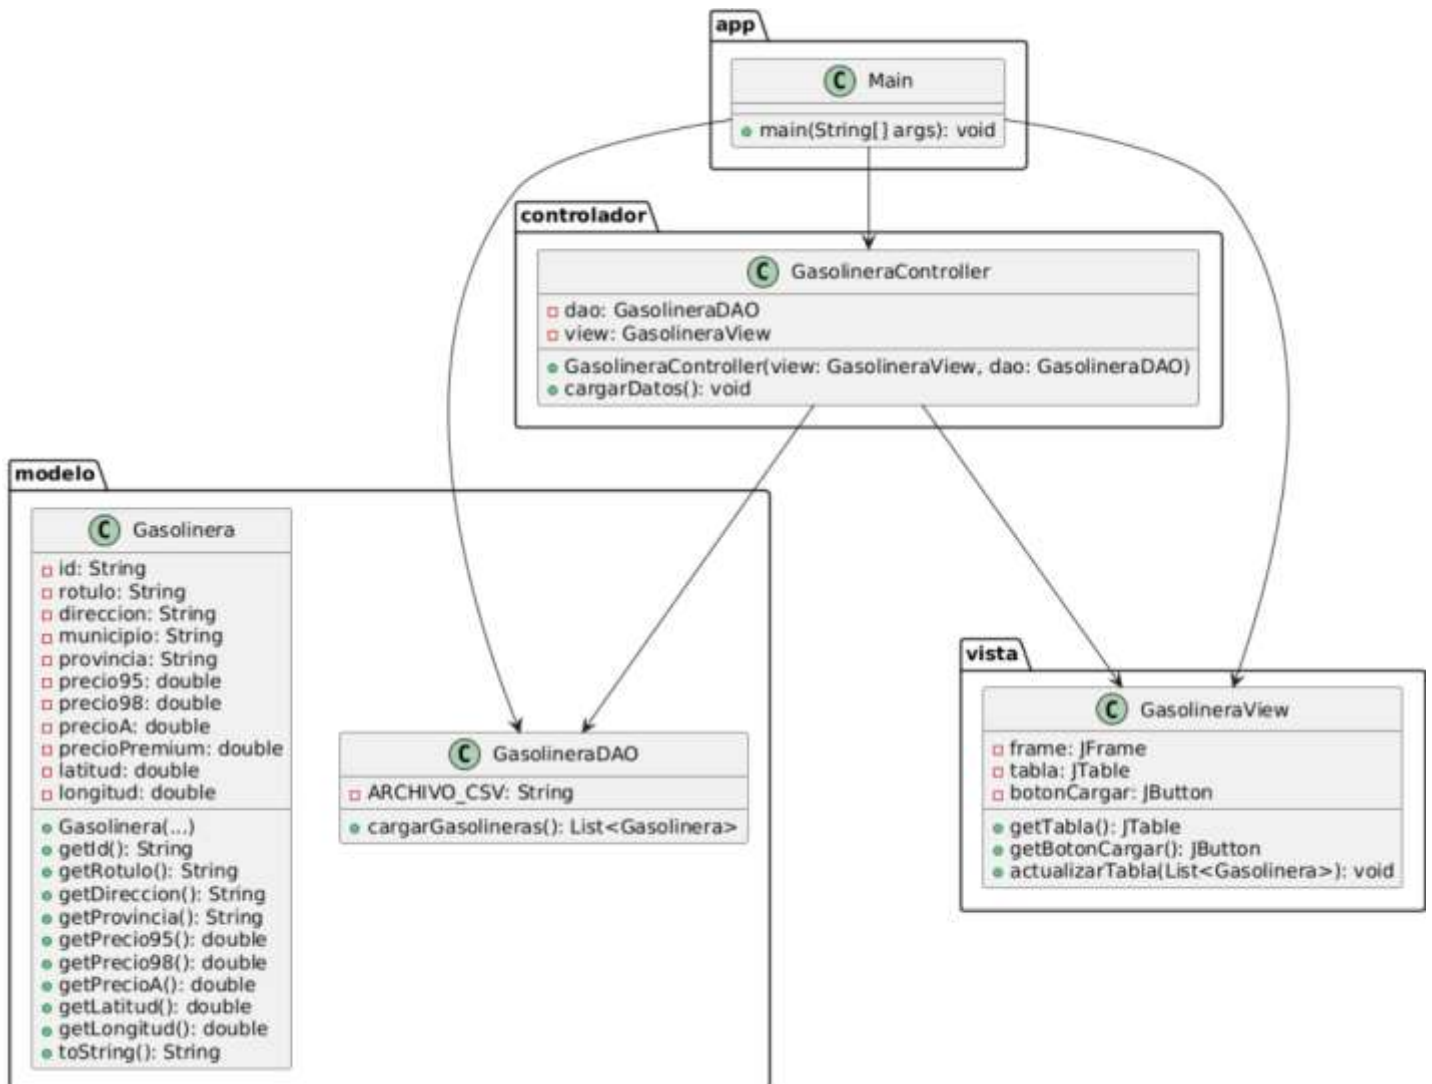 app
C Main
main(String[] args): void
controlador
C GasolineraController
dao: GasolineraDAO
view: GasolineraView
GasolineraController(view: GasolineraView, dao: GasolineraDAO)
cargarDatos(): void
modelo
C Gasolinera
id: String
rotulo: String
direccion: String
municipio: String
provincia: String
precio95: double
precio98: double
precioA: double
precioPremium: double
latitud: double
longitud: double
Gasolinera(...)
getId(): String
getRotulo(): String
getDireccion(): String
getProvincia(): String
getPrecio95(): double
getPrecio98(): double
getPrecioA(): double
getLatitud(): double
getLongitud(): double
toString(): String
C GasolineraDAO
ARCHIVO_CSV: String
cargarGasolineras(): List<Gasolinera>
vista
C GasolineraView
frame: JFrame
tabla: JTable
botonCargar: JButton
getTabla(): JTable
getBotonCargar(): JButton
actualizarTabla(List<Gasolinera>): void